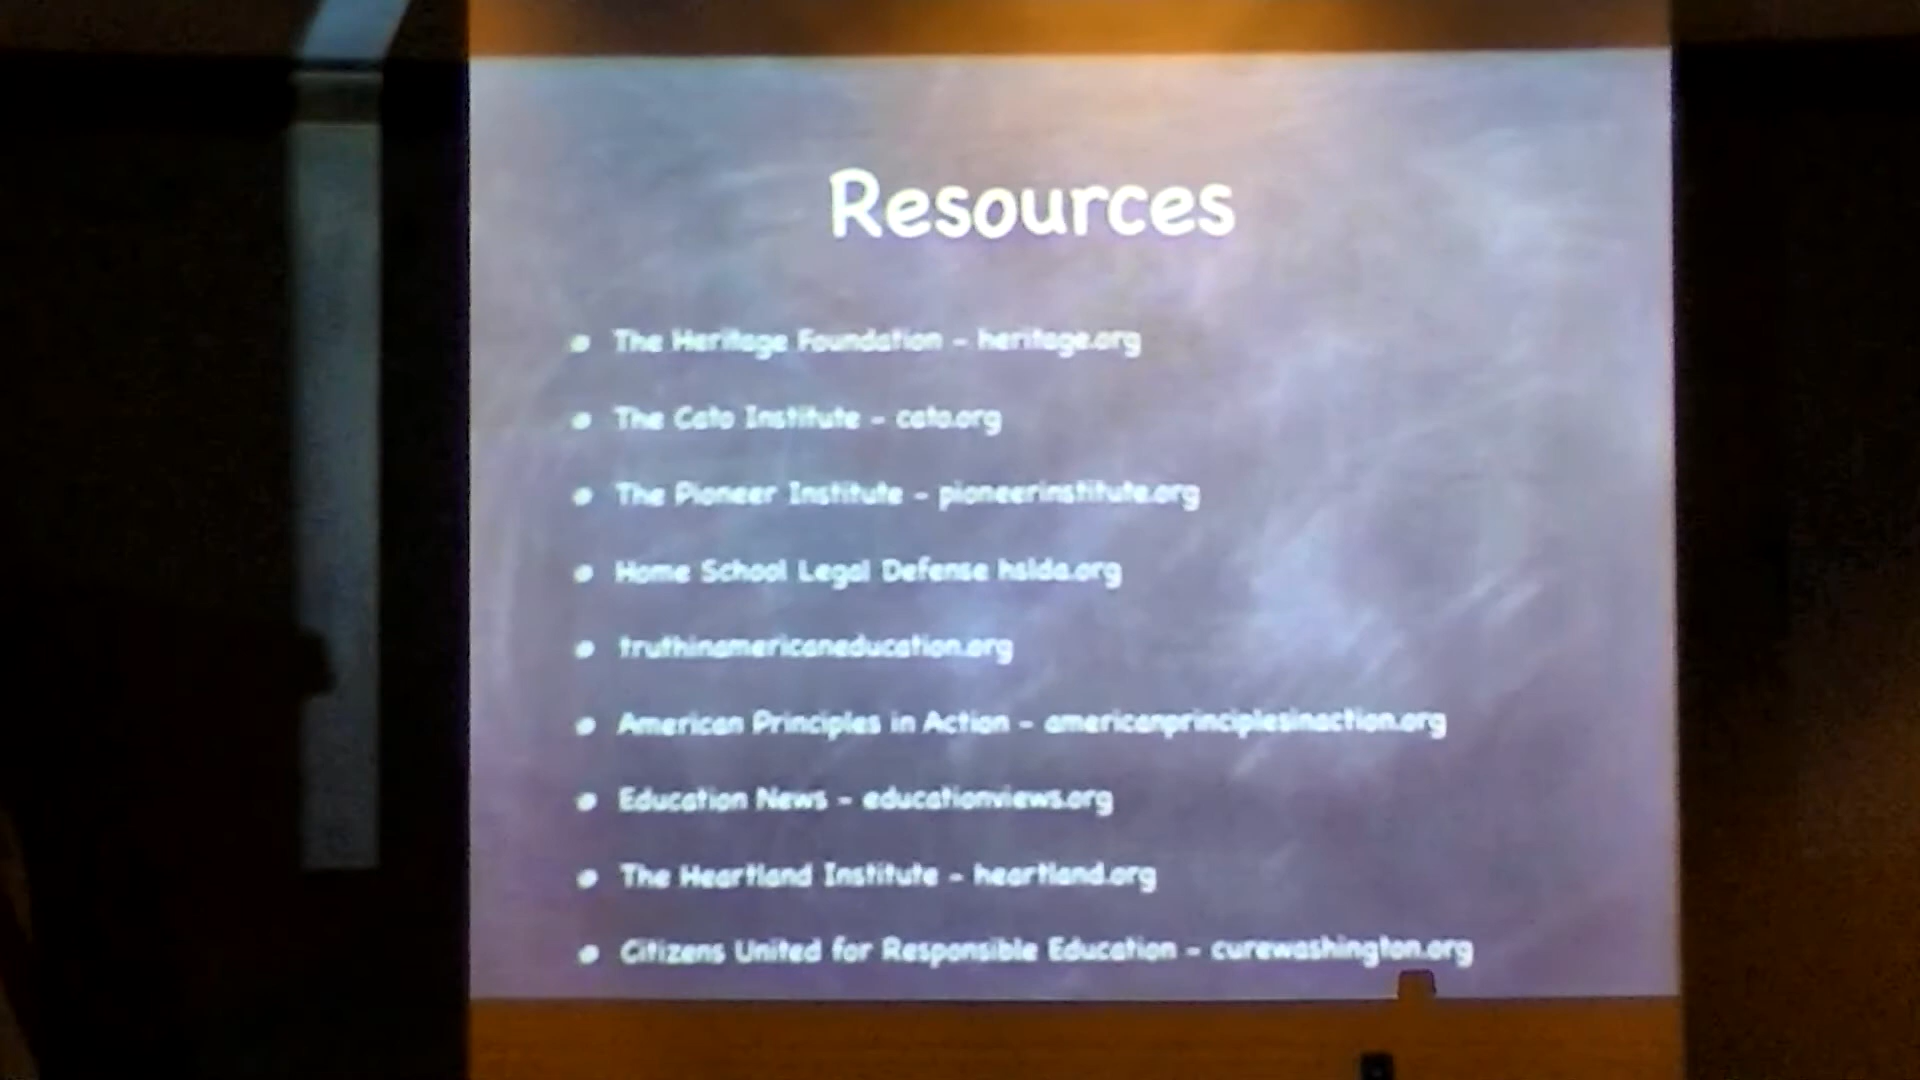 Resources
The Heritage Foundation - heritage.org
The Cato Institute - cato.org
The Pioneer Institute - pioneerinstitute.org
Home School Legal Defense hslda.org
truthinamericaneducation.org
American Principles in Action - americanprinciplesinaction.org
Education News - educationviews.org
The Heartland Institute - heartland.org
Citizens United for Responsible Education - curewashington.org